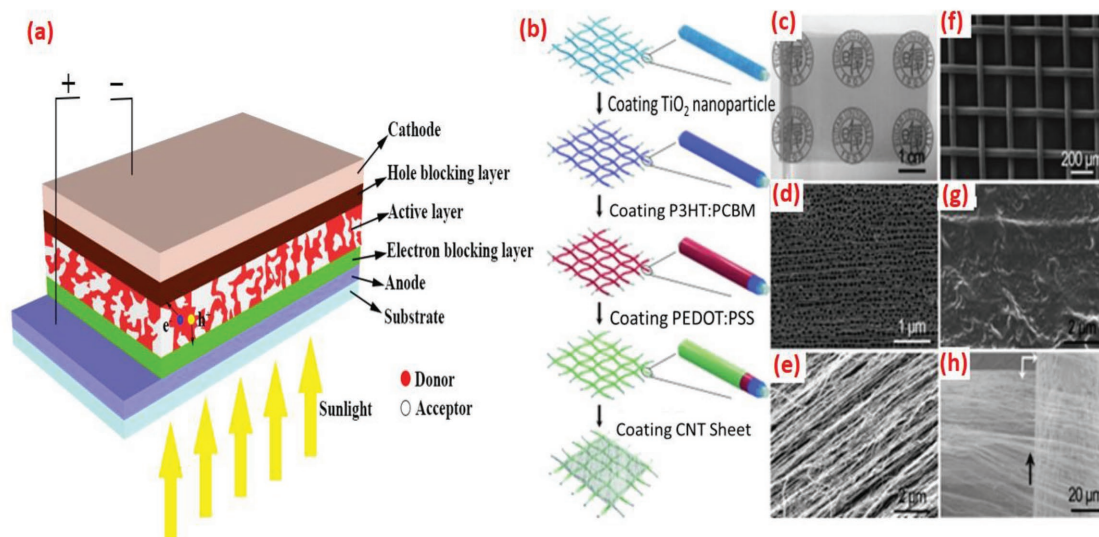 (a)
+ −
Cathode
Hole blocking layer
Active layer
Electron blocking layer
Anode
Substrate
e
h
Sunlight
Donor
Acceptor
(b)
Coating TiO₂ nanoparticle
Coating P3HT:PCBM
Coating PEDOT:PSS
Coating CNT Sheet
(c)
1 cm
(d)
1 μm
(e)
2 μm
(f)
200 μm
(g)
2 μm
(h)
20 μm